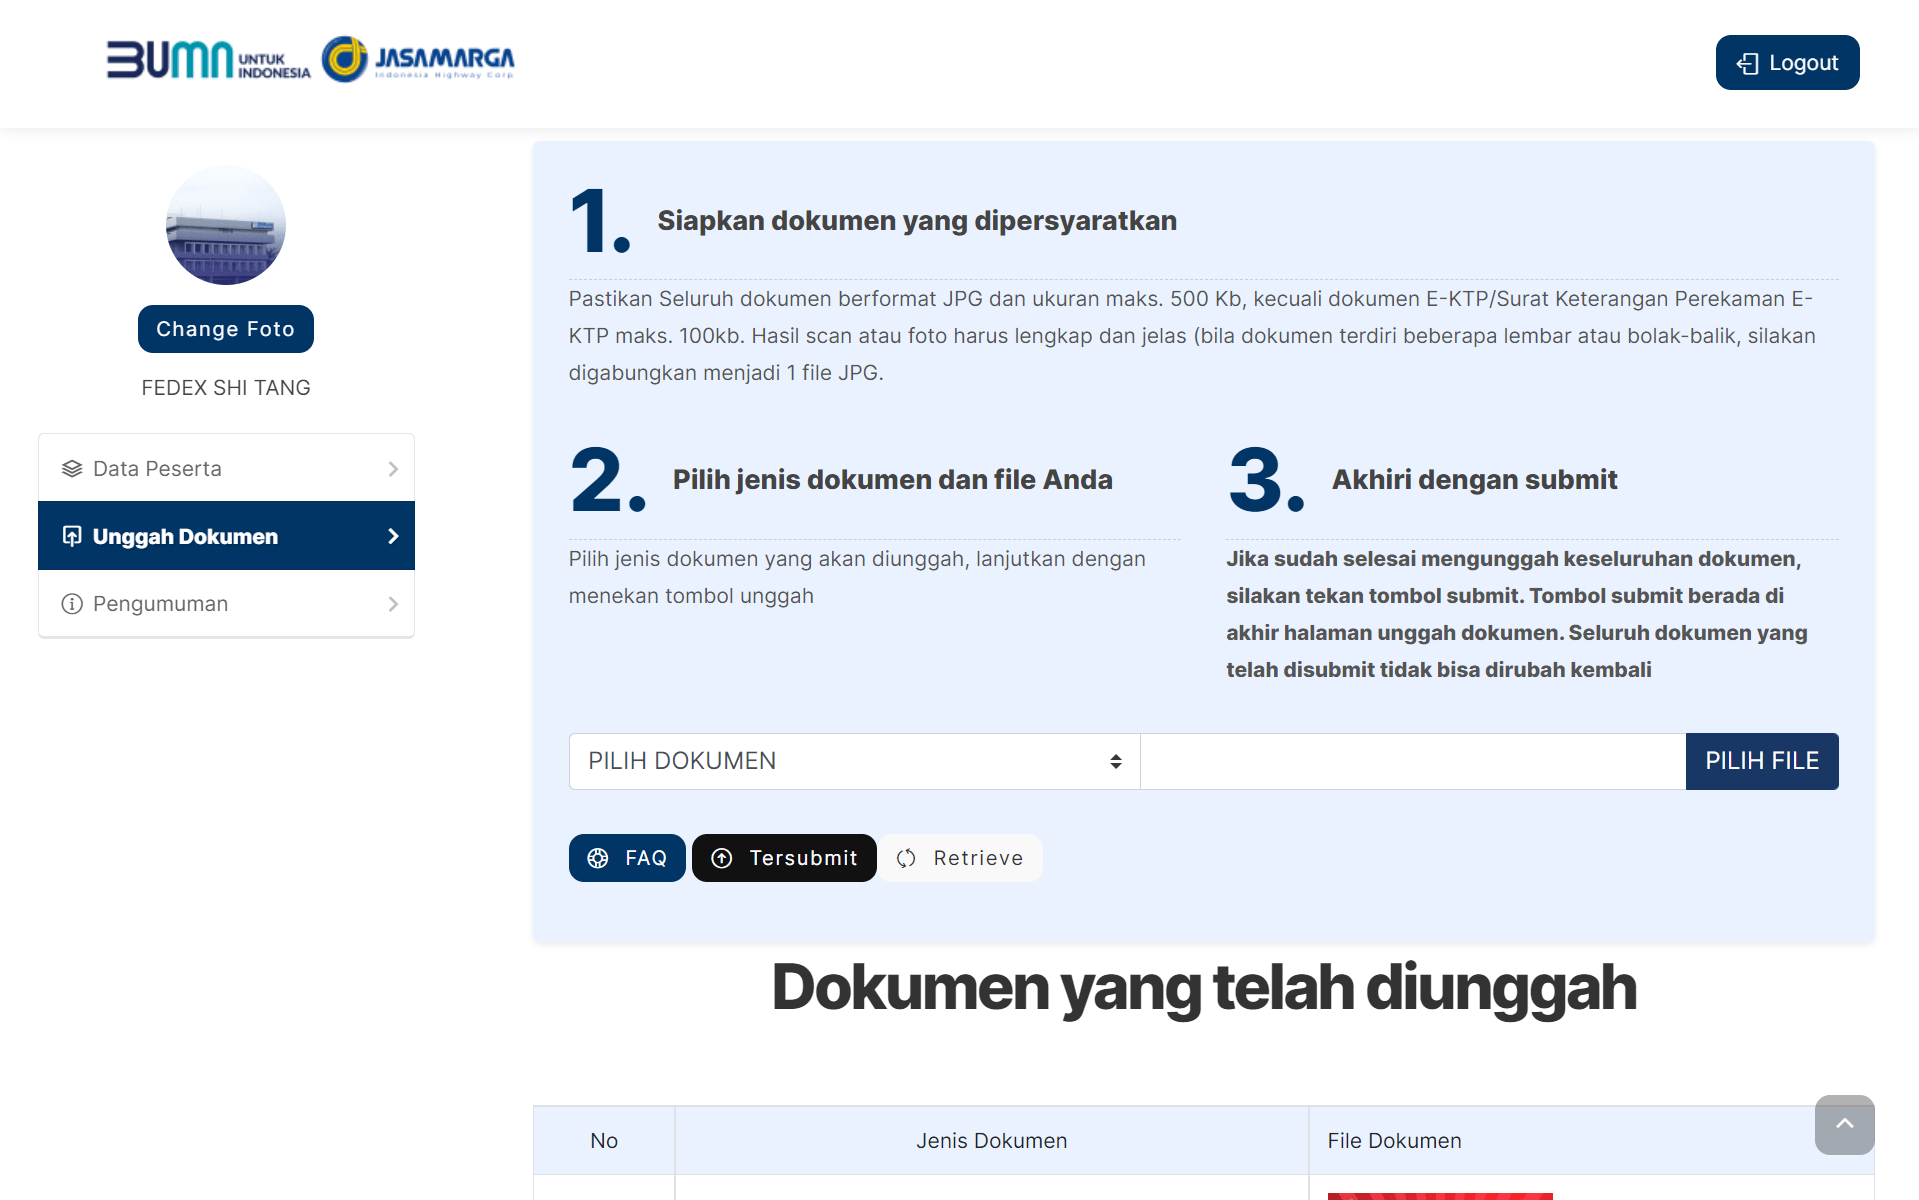 BUMN UNTUK INDONESIA
JASAMARGA
Indonesia Highway Corp.
Logout
Change Foto
FEDEX SHI TANG
Data Peserta
Unggah Dokumen
Pengumuman
1. Siapkan dokumen yang dipersyaratkan
Pastikan Seluruh dokumen berformat JPG dan ukuran maks. 500 Kb, kecuali dokumen E-KTP/Surat Keterangan Perekaman E-
KTP maks. 100kb. Hasil scan atau foto harus lengkap dan jelas (bila dokumen terdiri beberapa lembar atau bolak-balik, silakan
digabungkan menjadi 1 file JPG.
2. Pilih jenis dokumen dan file Anda
Pilih jenis dokumen yang akan diunggah, lanjutkan dengan
menekan tombol unggah
3. Akhiri dengan submit
Jika sudah selesai mengunggah keseluruhan dokumen,
silakan tekan tombol submit. Tombol submit berada di
akhir halaman unggah dokumen. Seluruh dokumen yang
telah disubmit tidak bisa dirubah kembali
PILIH DOKUMEN
PILIH FILE
FAQ
Tersubmit
Retrieve
Dokumen yang telah diunggah
No
Jenis Dokumen
File Dokumen